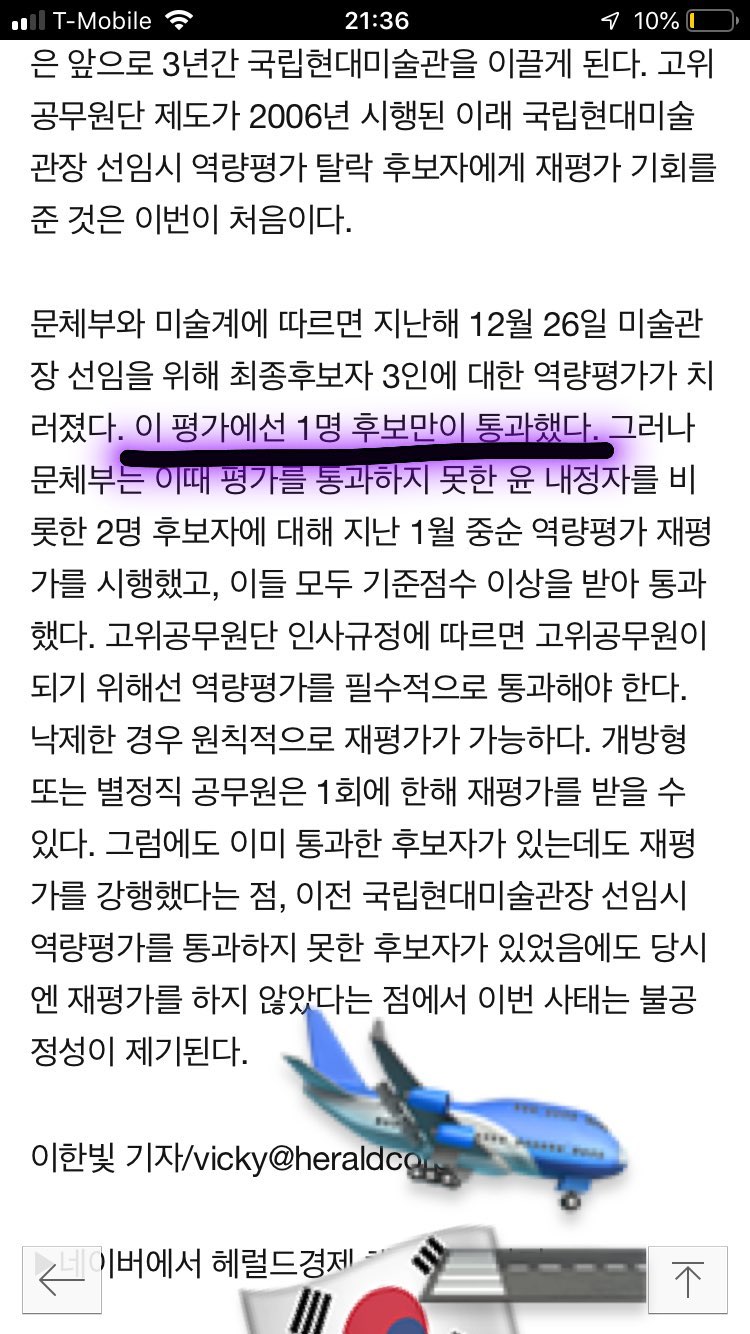 T-Mobile 21:36 10%
은 앞으로 3년간 국립현대미술관을 이끌게 된다. 고위
공무원단 제도가 2006년 시행된 이래 국립현대미술
관장 선임시 역량평가 탈락 후보자에게 재평가 기회를
준 것은 이번이 처음이다.
문체부와 미술계에 따르면 지난해 12월 26일 미술관
장 선임을 위해 최종후보자 3인에 대한 역량평가가 치
러졌다. 이 평가에선 1명 후보만이 통과했다. 그러나
문체부는 이때 평가를 통과하지 못한 윤 내정자를 비
롯한 2명 후보자에 대해 지난 1월 중순 역량평가 재평
가를 시행했고, 이들 모두 기준점수 이상을 받아 통과
했다. 고위공무원단 인사규정에 따르면 고위공무원이
되기 위해선 역량평가를 필수적으로 통과해야 한다.
낙제한 경우 원칙적으로 재평가가 가능하다. 개방형
또는 별정직 공무원은 1회에 한해 재평가를 받을 수
있다. 그럼에도 이미 통과한 후보자가 있는데도 재평
가를 강행했다는 점, 이전 국립현대미술관장 선임시
역량평가를 통과하지 못한 후보자가 있었음에도 당시
엔 재평가를 하지 않았다는 점에서 이번 사태는 불공
정성이 제기된다.
이한빛 기자/vicky@heraldco
네이버에서 헤럴드경제